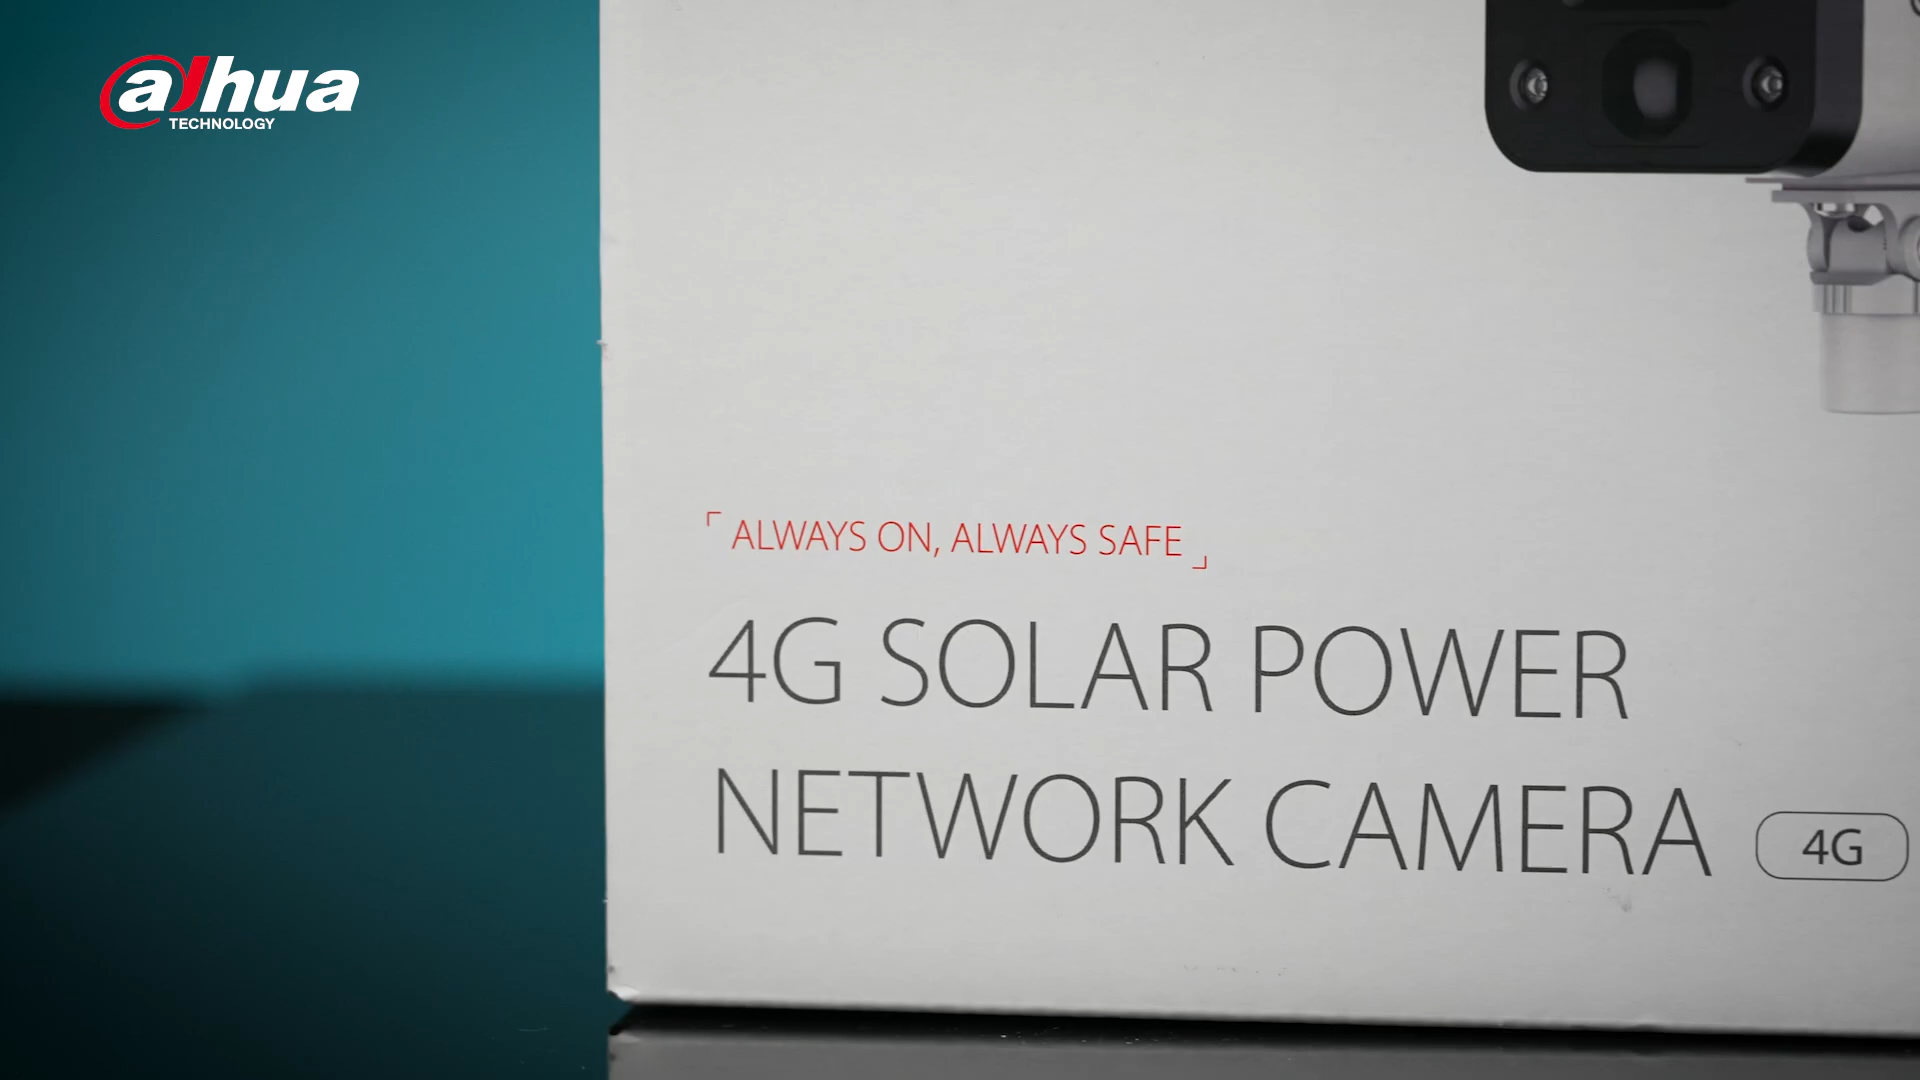 alhua
TECHNOLOGY
「ALWAYS ON, ALWAYS SAFE」
4G SOLAR POWER
NETWORK CAMERA 4G